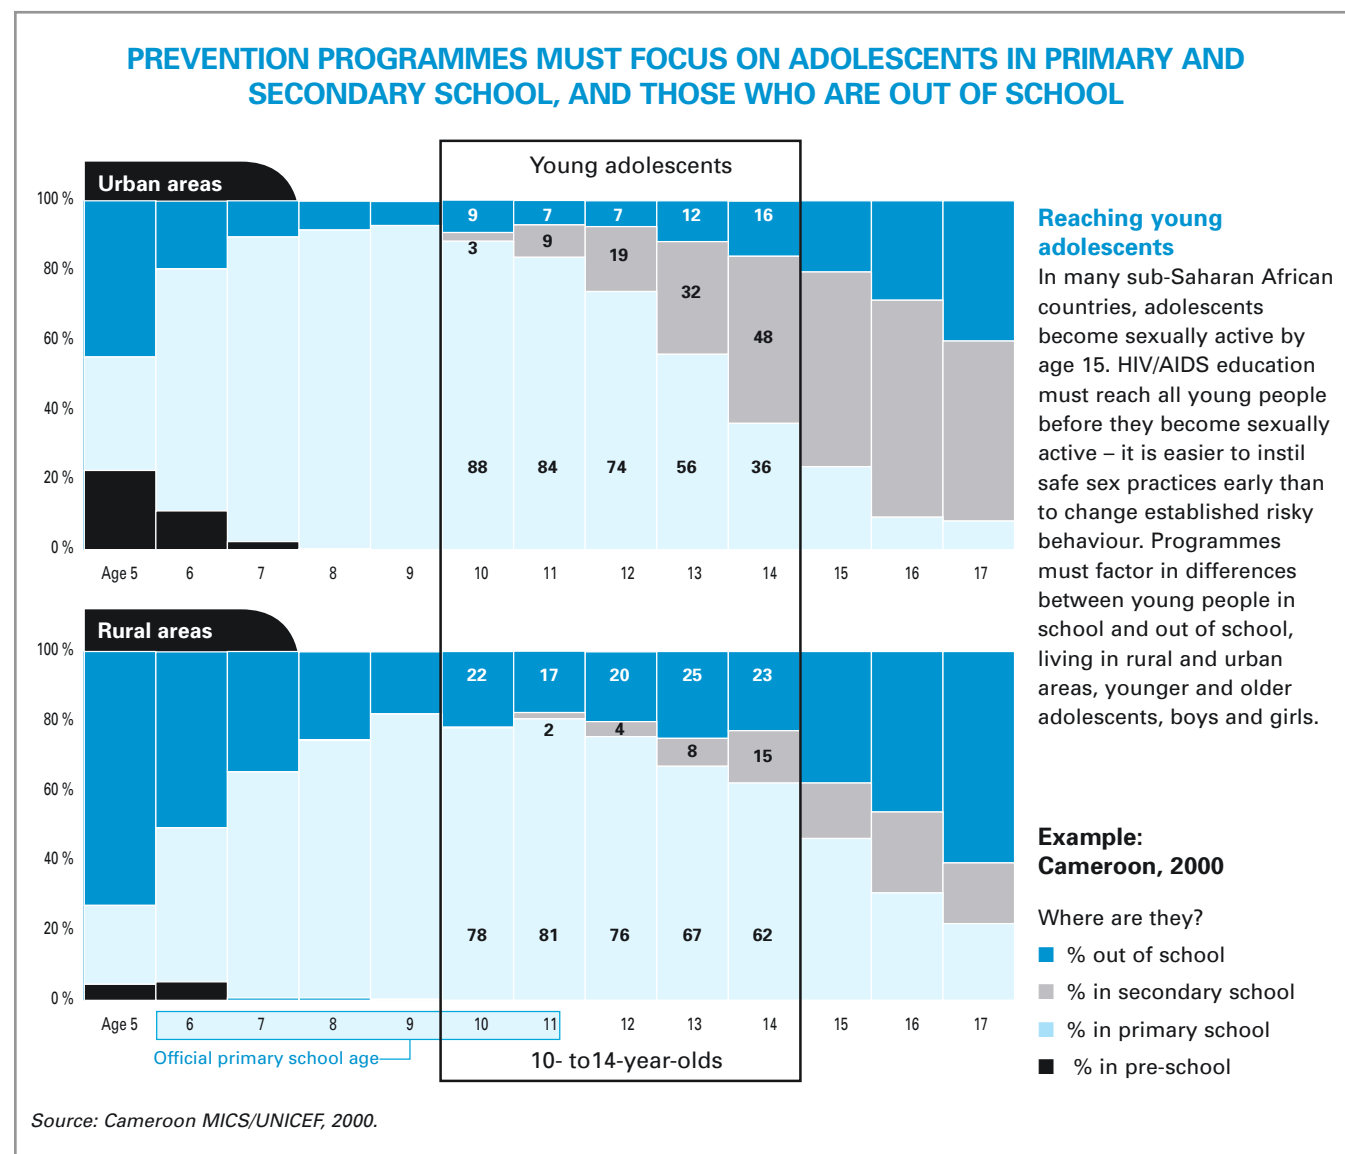 PREVENTION PROGRAMMES MUST FOCUS ON ADOLESCENTS IN PRIMARY AND
SECONDARY SCHOOL, AND THOSE WHO ARE OUT OF SCHOOL
Young adolescents
Urban areas
100 %
80 %
60 %
40 %
20 %
0 %
9 7 7 12 16
3 9 19 32 48
88 84 74 56 36
Age 5 6 7 8 9 10 11 12 13 14 15 16 17
Rural areas
100 %
80 %
60 %
40 %
20 %
0 %
22 17 20 25 23
2 4 8 15
78 81 76 67 62
Age 5 6 7 8 9 10 11 12 13 14 15 16 17
Official primary school age
10- to14-year-olds
Reaching young
adolescents
In many sub-Saharan African
countries, adolescents
become sexually active by
age 15. HIV/AIDS education
must reach all young people
before they become sexually
active – it is easier to instil
safe sex practices early than
to change established risky
behaviour. Programmes
must factor in differences
between young people in
school and out of school,
living in rural and urban
areas, younger and older
adolescents, boys and girls.
Example:
Cameroon, 2000
Where are they?
% out of school
% in secondary school
% in primary school
% in pre-school
Source: Cameroon MICS/UNICEF, 2000.